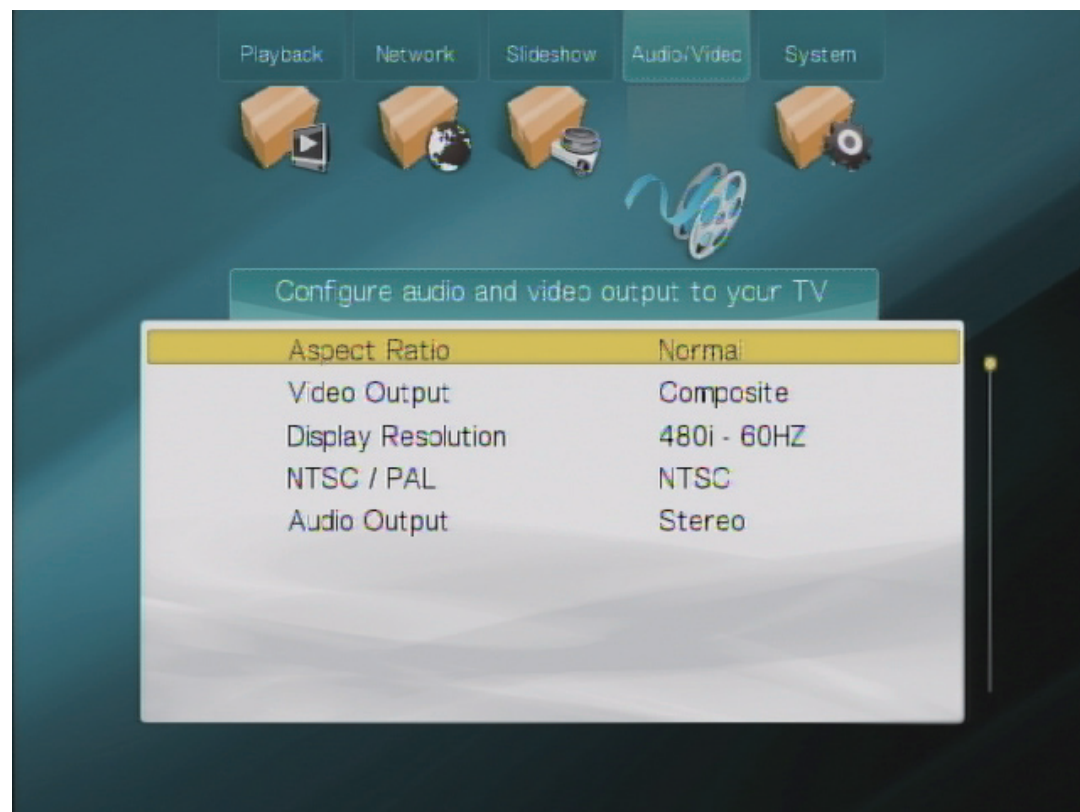 Playback Network Slideshow Audio/Video System
Configure audio and video output to your TV
Aspect Ratio Normal
Video Output Composite
Display Resolution 480i - 60HZ
NTSC / PAL NTSC
Audio Output Stereo